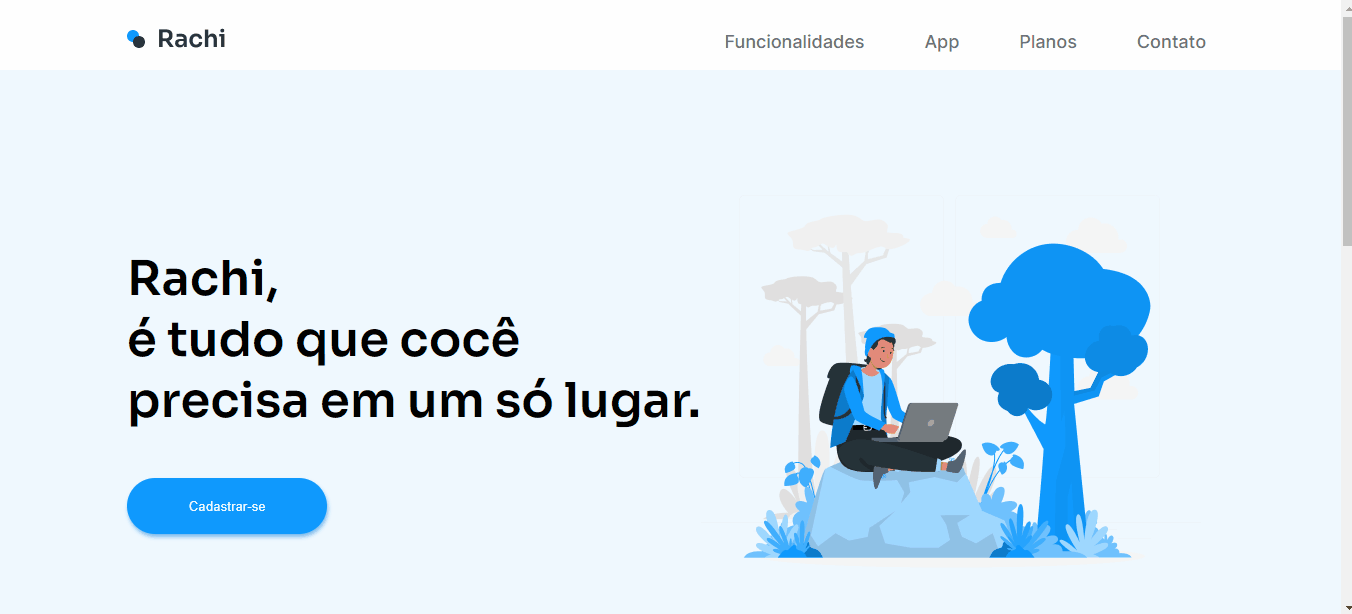 Rachi
Funcionalidades App Planos Contato
Rachi,
é tudo que cocê
precisa em um só lugar.
Cadastrar-se